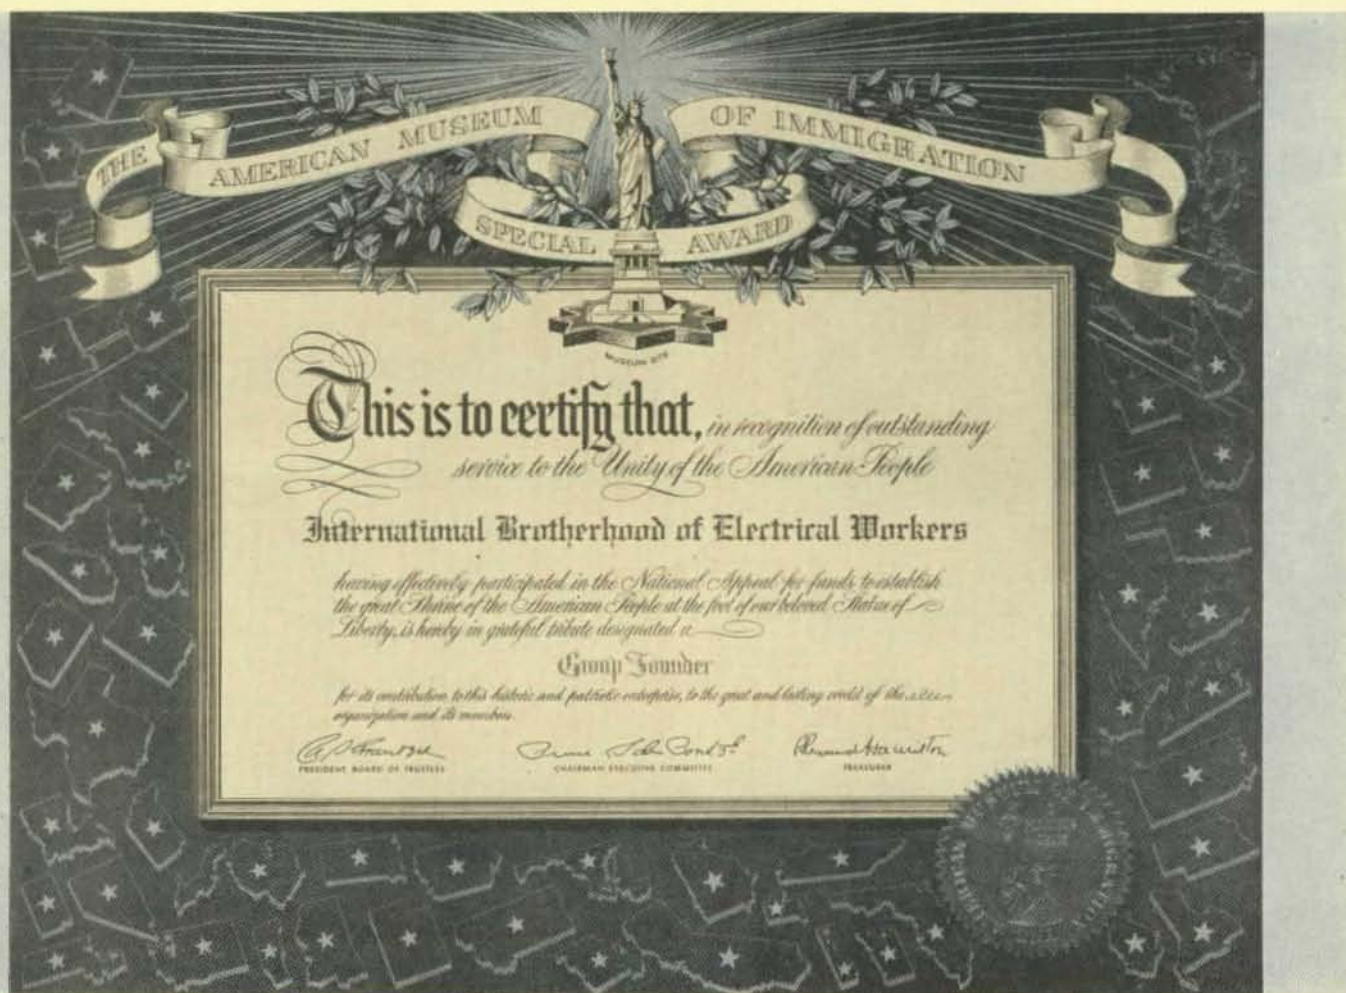 THE AMERICAN MUSEUM OF IMMIGRATION
SPECIAL AWARD
MUSEUM SITE
This is to certify that, in recognition of outstanding
service to the Unity of the American People
International Brotherhood of Electrical Workers
having effectively participated in the National Appeal for funds to establish
the great Shrine of the American People at the foot of our beloved Statue of
Liberty, is hereby in grateful tribute designated a
Group Founder
for its contribution to this historic and patriotic enterprise, to the great and lasting credit of the
organization and its members.
PRESIDENT BOARD OF TRUSTEES
CHAIRMAN EXECUTIVE COMMITTEE
TREASURER